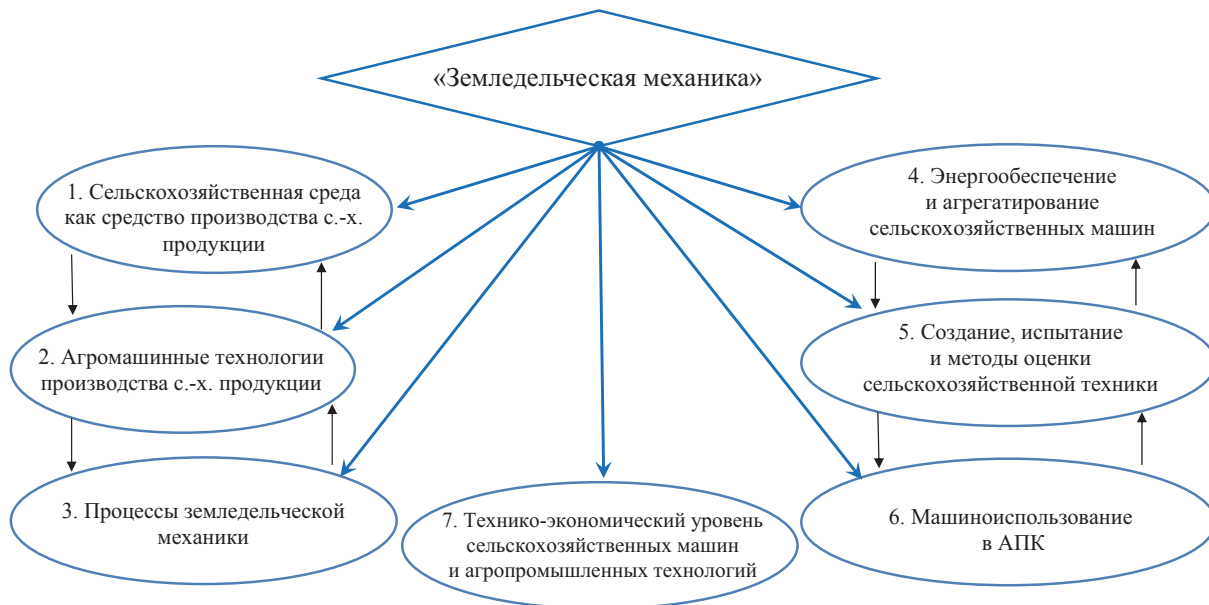 «Земледельческая механика»
1. Сельскохозяйственная среда
как средство производства с.-х.
продукции
2. Агромашинные технологии
производства с.-х. продукции
3. Процессы земледельческой
механики
4. Энергообеспечение
и агрегатирование
сельскохозяйственных машин
5. Создание, испытание
и методы оценки
сельскохозяйственной техники
6. Машиноиспользование
в АПК
7. Технико-экономический уровень
сельскохозяйственных машин
и агропромышленных технологий